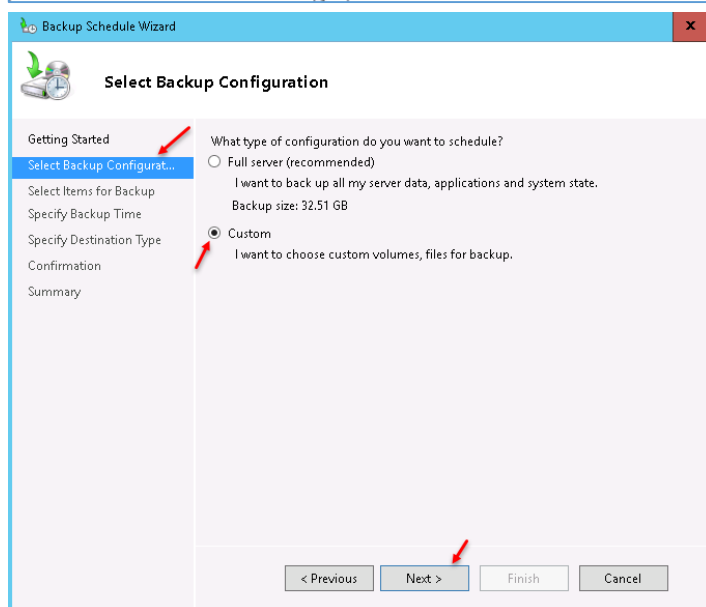 Backup Schedule Wizard
x
Select Backup Configuration
Getting Started
Select Backup Configurat...
Select Items for Backup
Specify Backup Time
Specify Destination Type
Confirmation
Summary
What type of configuration do you want to schedule?
Full server (recommended)
I want to back up all my server data, applications and system state.
Backup size: 32.51 GB
Custom
I want to choose custom volumes, files for backup.
< Previous
Next >
Finish
Cancel